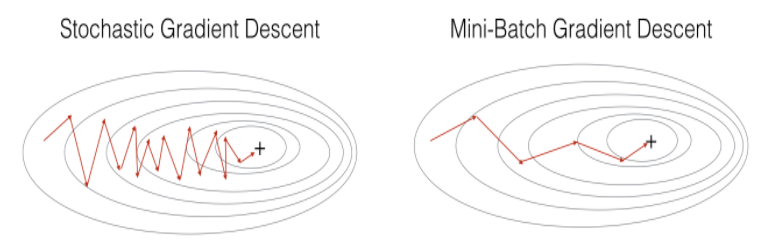 Stochastic Gradient Descent
Mini-Batch Gradient Descent